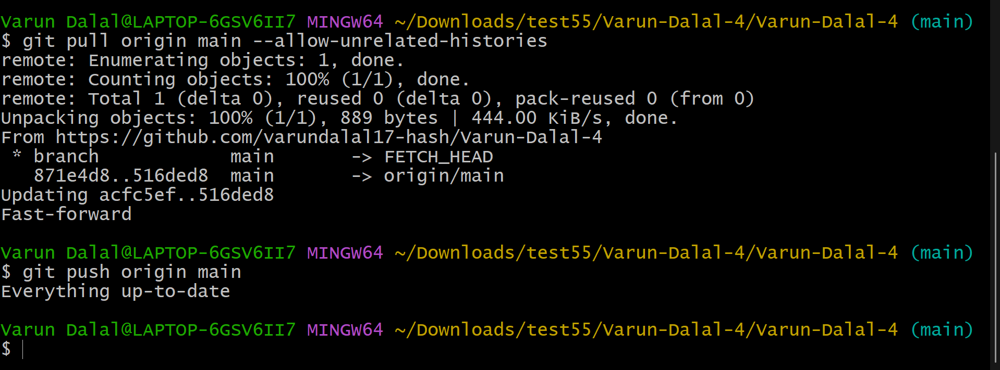 Varun Dalal@LAPTOP-6GSV6II7 MINGW64 ~/Downloads/test55/Varun-Dalal-4/Varun-Dalal-4 (main)
$ git pull origin main --allow-unrelated-histories
remote: Enumerating objects: 1, done.
remote: Counting objects: 100% (1/1), done.
remote: Total 1 (delta 0), reused 0 (delta 0), pack-reused 0 (from 0)
Unpacking objects: 100% (1/1), 889 bytes | 444.00 KiB/s, done.
From https://github.com/varundalal17-hash/Varun-Dalal-4
 * branch            main       -> FETCH_HEAD
   871e4d8..516ded8  main       -> origin/main
Updating acfc5ef..516ded8
Fast-forward
Varun Dalal@LAPTOP-6GSV6II7 MINGW64 ~/Downloads/test55/Varun-Dalal-4/Varun-Dalal-4 (main)
$ git push origin main
Everything up-to-date
Varun Dalal@LAPTOP-6GSV6II7 MINGW64 ~/Downloads/test55/Varun-Dalal-4/Varun-Dalal-4 (main)
$